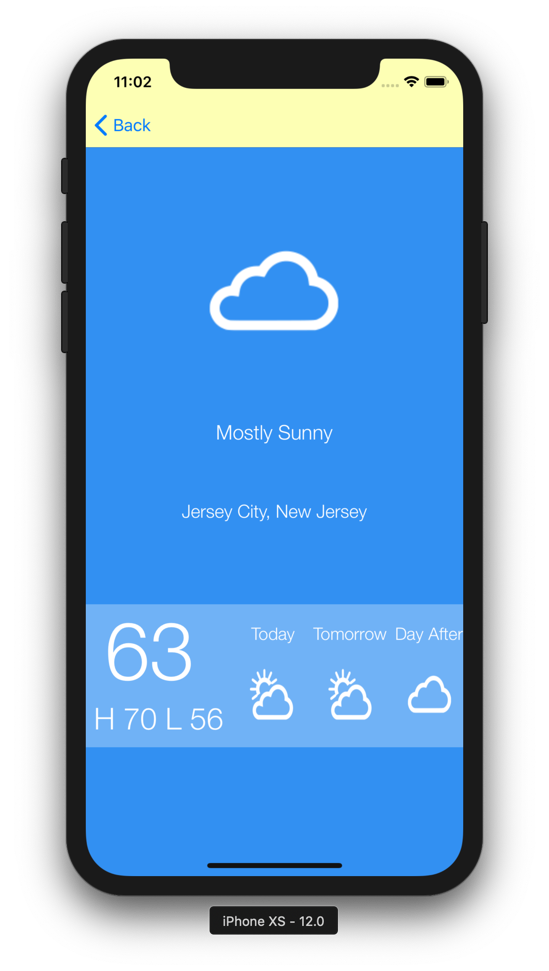 11:02
Back
Mostly Sunny
Jersey City, New Jersey
63
Today Tomorrow Day After
H 70 L 56
iPhone XS - 12.0